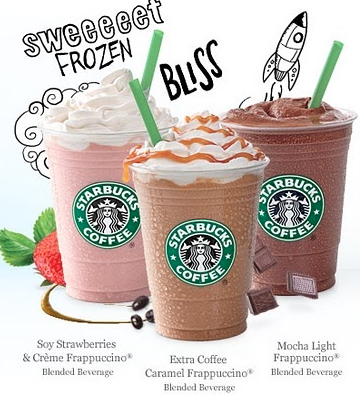 sweeeeet
FROZEN
BLISS
STARBUCKS
COFFEE
®
STARBUCKS
COFFEE
®
STARBUCKS
COFFEE
Soy Strawberries
& Crème Frappuccino®
Blended Beverage
Extra Coffee
Caramel Frappuccino®
Blended Beverage
Mocha Light
Frappuccino®
Blended Beverage